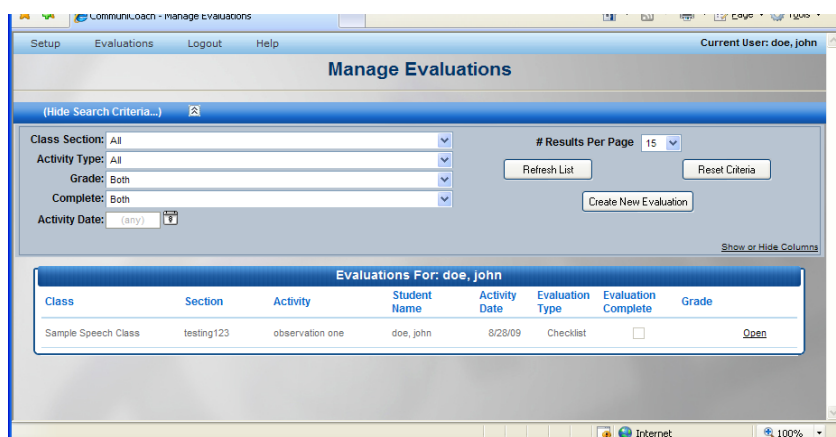 CommuniCoach - Manage Evaluations
Page
Tools
Setup Evaluations Logout Help Current User: doe, john
Manage Evaluations
(Hide Search Criteria...)
Class Section: All
# Results Per Page 15
Activity Type: All
Refresh List Reset Criteria
Grade: Both
Complete: Both
Create New Evaluation
Activity Date: (any)
Show or Hide Columns
Evaluations For: doe, john
Class Section Activity Student Name Activity Date Evaluation Type Evaluation Complete Grade
Sample Speech Class testing123 observation one doe, john 8/28/09 Checklist Open
Internet 100%